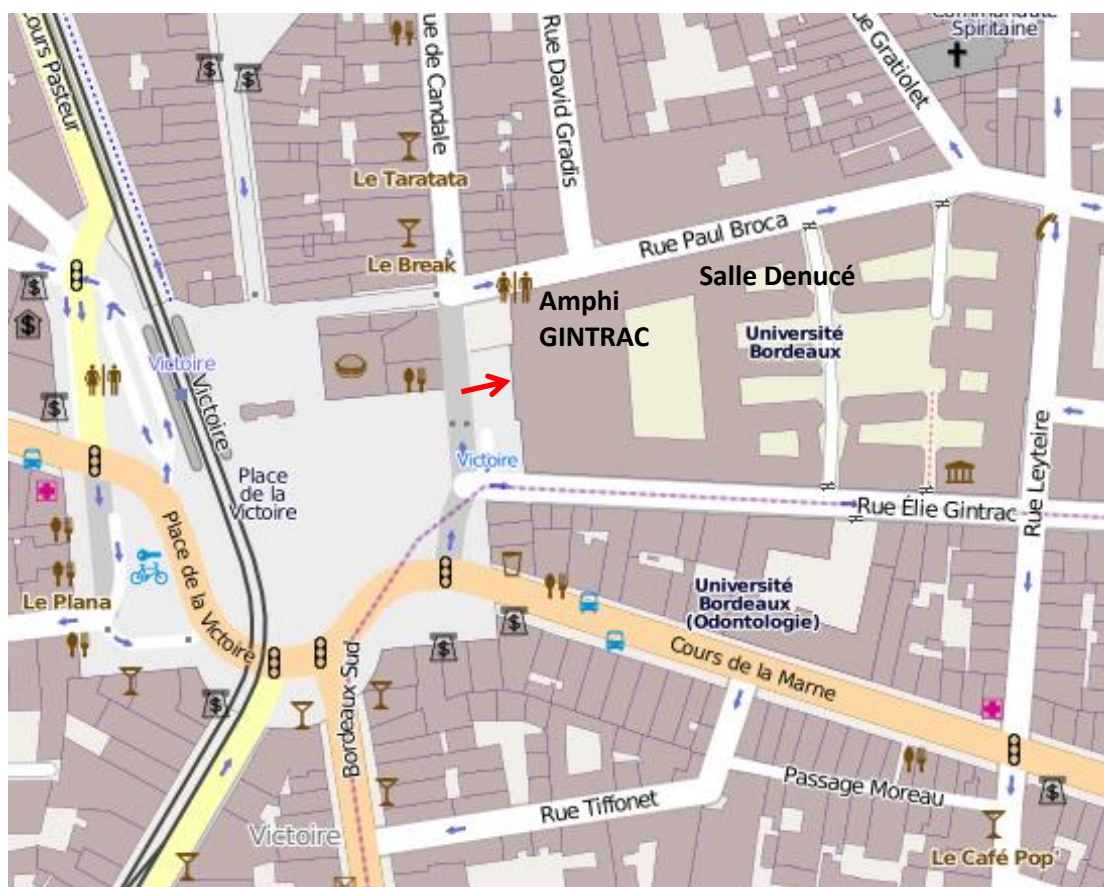 Communauté
Spiritaine
Cours Pasteur
Rue de Candale
Rue David Gradis
Rue Gratiolet
Le Taratata
Le Break
Rue Paul Broca
Salle Denucé
Amphi
GINTRAC
Université
Bordeaux
Victoire
Victoire
Place
de la
Victoire
Victoire
Rue Leyteire
Rue Élie Gintrac
Place de la Victoire
Le Plana
Université
Bordeaux
(Odontologie)
Cours de la Marne
Bordeaux Sud
Passage Moreau
Rue Tiffonet
Victoire
Le Café Pop'